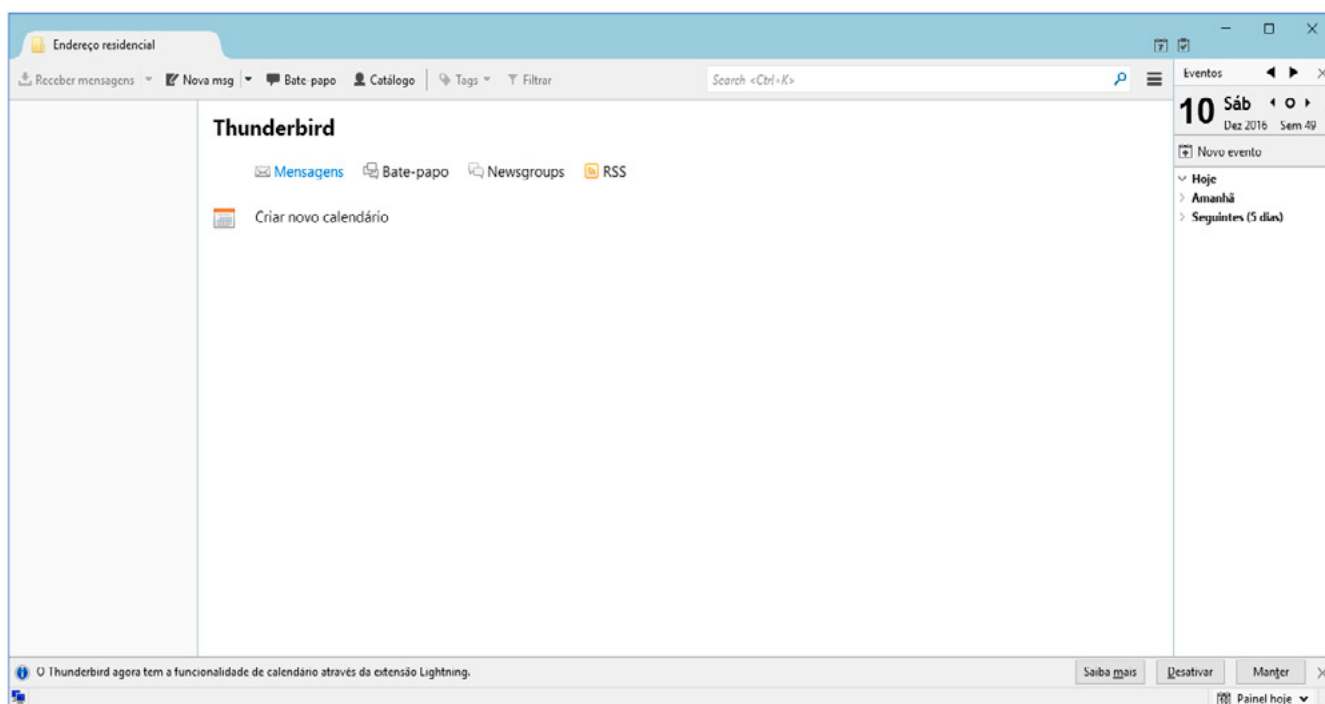 Endereço residencial
Receber mensagens Nova msg Bate-papo Catálogo Tags Filtrar Search <Ctrl+K>
Eventos
10 Sáb
Dez 2016 Sem 49
Novo evento
Hoje
Amanhã
Seguintes (5 dias)
Thunderbird
Mensagens Bate-papo Newsgroups RSS
Criar novo calendário
O Thunderbird agora tem a funcionalidade de calendário através da extensão Lightning. Saiba mais Desativar Manter
Painel hoje